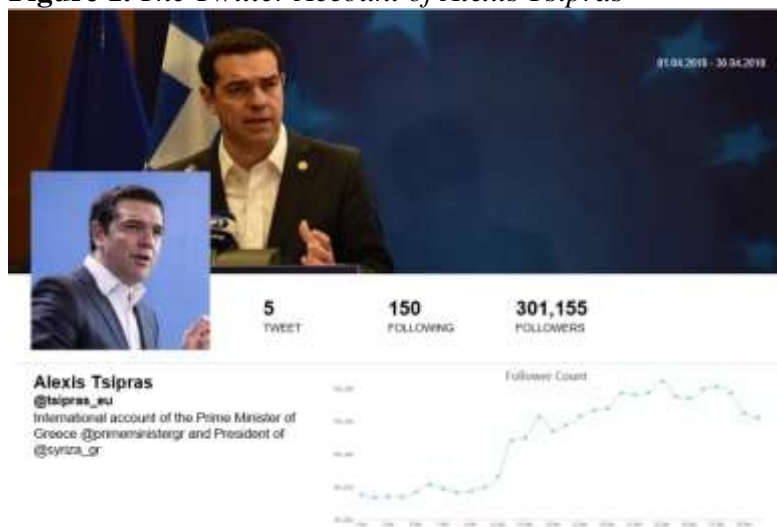 Figure 1. The Twitter Account of Alexis Tsipras
01.04.2018 - 30.04.2018
5
TWEET
150
FOLLOWING
301,155
FOLLOWERS
Alexis Tsipras
@tsipras_eu
International account of the Prime Minister of
Greece @primeministergr and President of
@syriza_gr
Follower Count